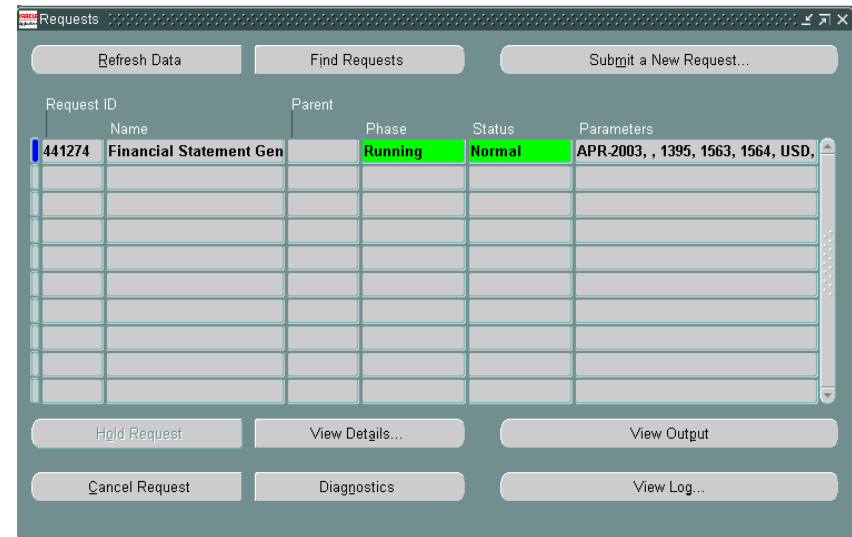 Requests
Refresh Data Find Requests Submit a New Request...
Request ID Parent
Name Phase Status Parameters
441274 Financial Statement Gen Running Normal APR-2003, , 1395, 1563, 1564, USD,
Hold Request View Details... View Output
Cancel Request Diagnostics View Log...